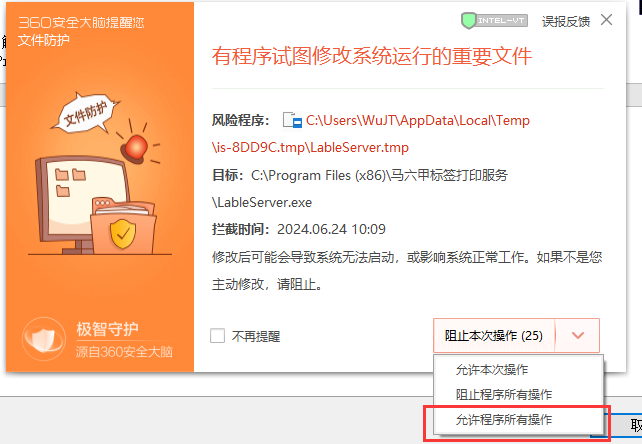 360安全大脑提醒您
文件防护
INTEL-VT
误报反馈
有程序试图修改系统运行的重要文件
文件防护
风险程序： C:\Users\WuJT\AppData\Local\Temp
\is-8DD9C.tmp\LableServer.tmp
目标：C:\Program Files (x86)\马六甲标签打印服务
\LableServer.exe
拦截时间：2024.06.24 10:09
修改后可能会导致系统无法启动，或影响系统正常工作。如果不是您
主动修改，请阻止。
极智守护
源自360安全大脑
不再提醒
阻止本次操作 (25)
允许本次操作
阻止程序所有操作
允许程序所有操作